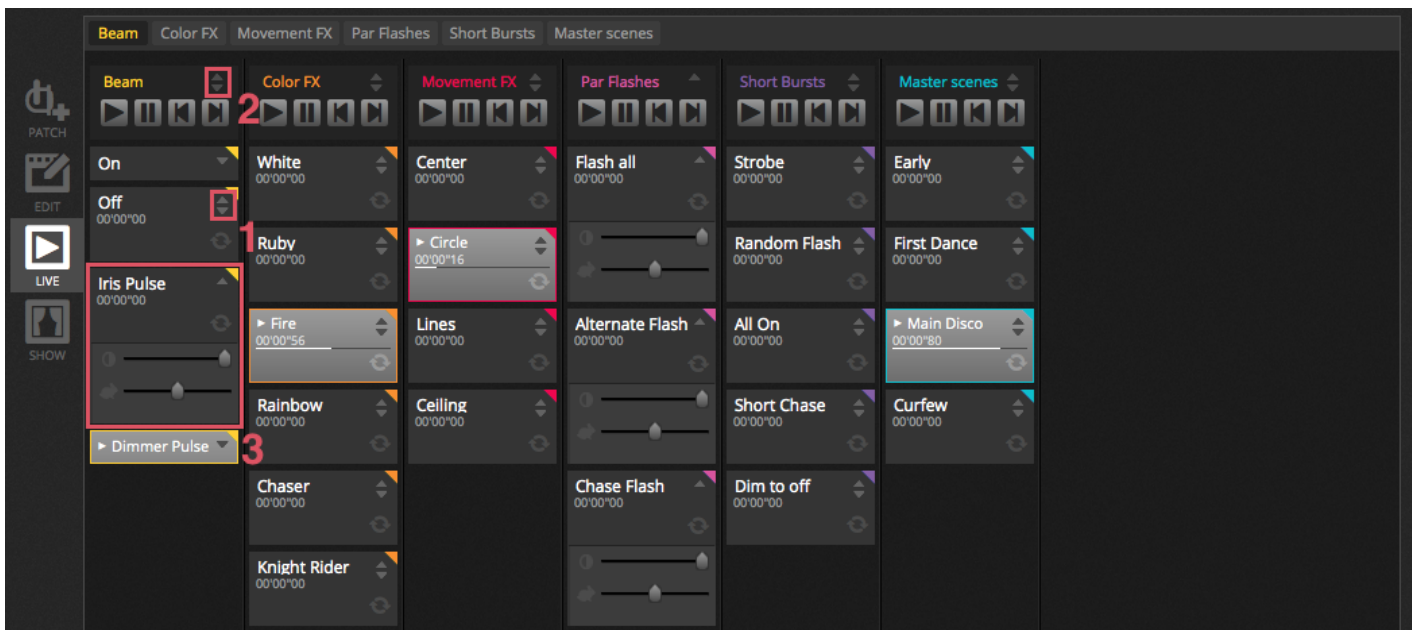 Beam Color FX Movement FX Par Flashes Short Bursts Master scenes
PATCH
EDIT
LIVE
SHOW
Beam
2
On
Off
00'00"00
1
Iris Pulse
00'00"00
Dimmer Pulse
3
Color FX
White
00'00"00
Ruby
00'00"00
Fire
00'00"56
Rainbow
00'00"00
Chaser
00'00"00
Knight Rider
00'00"00
Movement FX
Center
00'00"00
Circle
00'00"16
Lines
00'00"00
Ceiling
00'00"00
Par Flashes
Flash all
00'00"00
Alternate Flash
00'00"00
Chase Flash
00'00"00
Short Bursts
Strobe
00'00"00
Random Flash
00'00"00
All On
00'00"00
Short Chase
00'00"00
Dim to off
00'00"00
Master scenes
Early
00'00"00
First Dance
00'00"00
Main Disco
00'00"80
Curfew
00'00"00